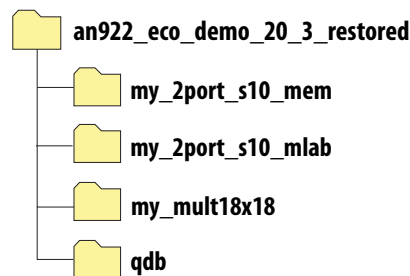 an922_eco_demo_20_3_restored
my_2port_s10_mem
my_2port_s10_mlab
my_mult18x18
qdb